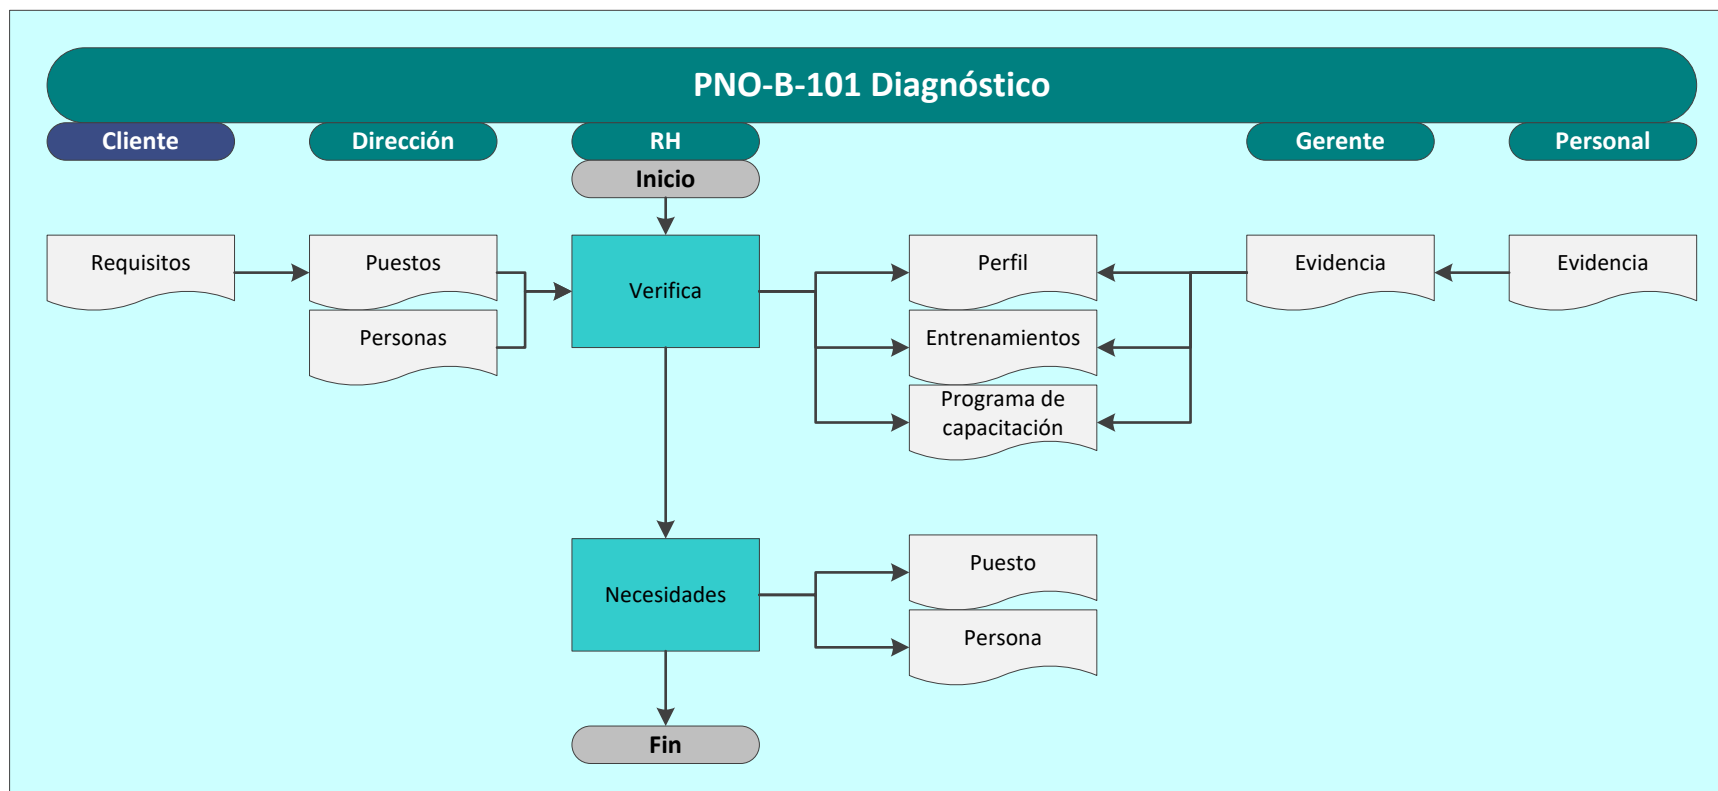 PNO-B-101 Diagnóstico
Cliente
Dirección
RH
Gerente
Personal
Inicio
Requisitos
Puestos
Verifica
Perfil
Evidencia
Evidencia
Personas
Entrenamientos
Programa de
capacitación
Necesidades
Puesto
Persona
Fin